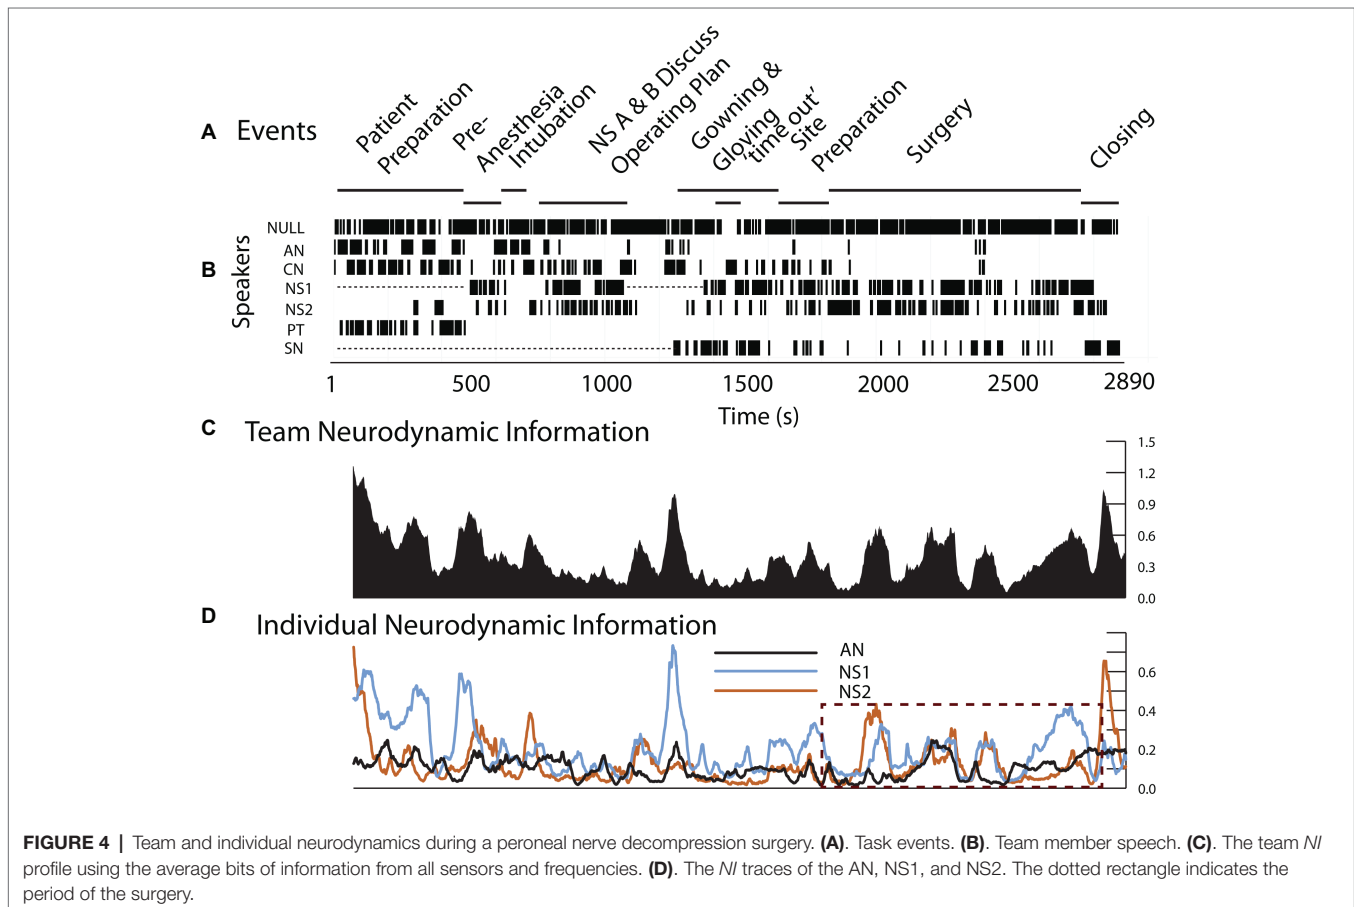 A Events
Patient
Preparation
Pre-
Anesthesia
Intubation
NS A & B Discuss
Operating Plan
Gowning &
Gloving
'time out'
Site
Preparation
Surgery
Closing
B Speakers
NULL
AN
CN
NS1
NS2
PT
SN
1 500 1000 1500 2000 2500 2890
Time (s)
C Team Neurodynamic Information
1.5
1.2
0.9
0.6
0.3
0.0
D Individual Neurodynamic Information
AN
NS1
NS2
0.6
0.4
0.2
0.0
FIGURE 4 | Team and individual neurodynamics during a peroneal nerve decompression surgery. (A). Task events. (B). Team member speech. (C). The team NI
profile using the average bits of information from all sensors and frequencies. (D). The NI traces of the AN, NS1, and NS2. The dotted rectangle indicates the
period of the surgery.